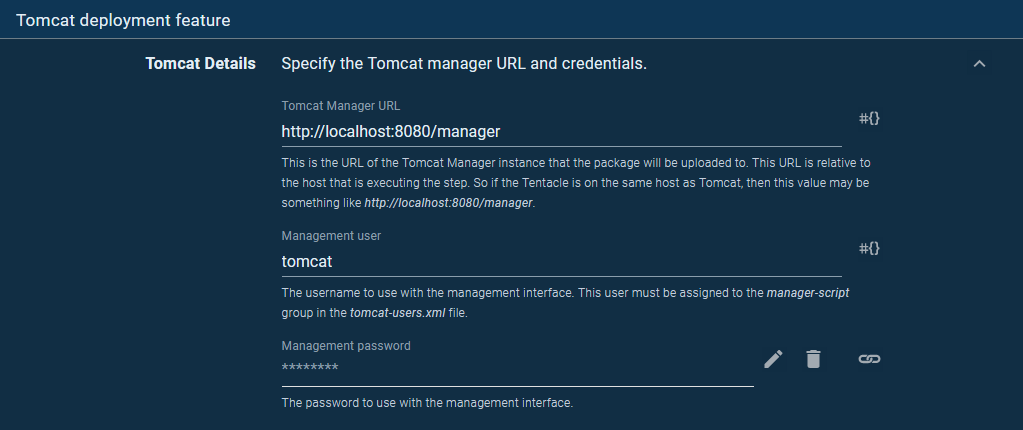 Tomcat deployment feature
Tomcat Details Specify the Tomcat manager URL and credentials.
Tomcat Manager URL
http://localhost:8080/manager #{}
This is the URL of the Tomcat Manager instance that the package will be uploaded to. This URL is relative to
the host that is executing the step. So if the Tentacle is on the same host as Tomcat, then this value may be
something like http://localhost:8080/manager.
Management user
tomcat #{}
The username to use with the management interface. This user must be assigned to the manager-script
group in the tomcat-users.xml file.
Management password
********
The password to use with the management interface.